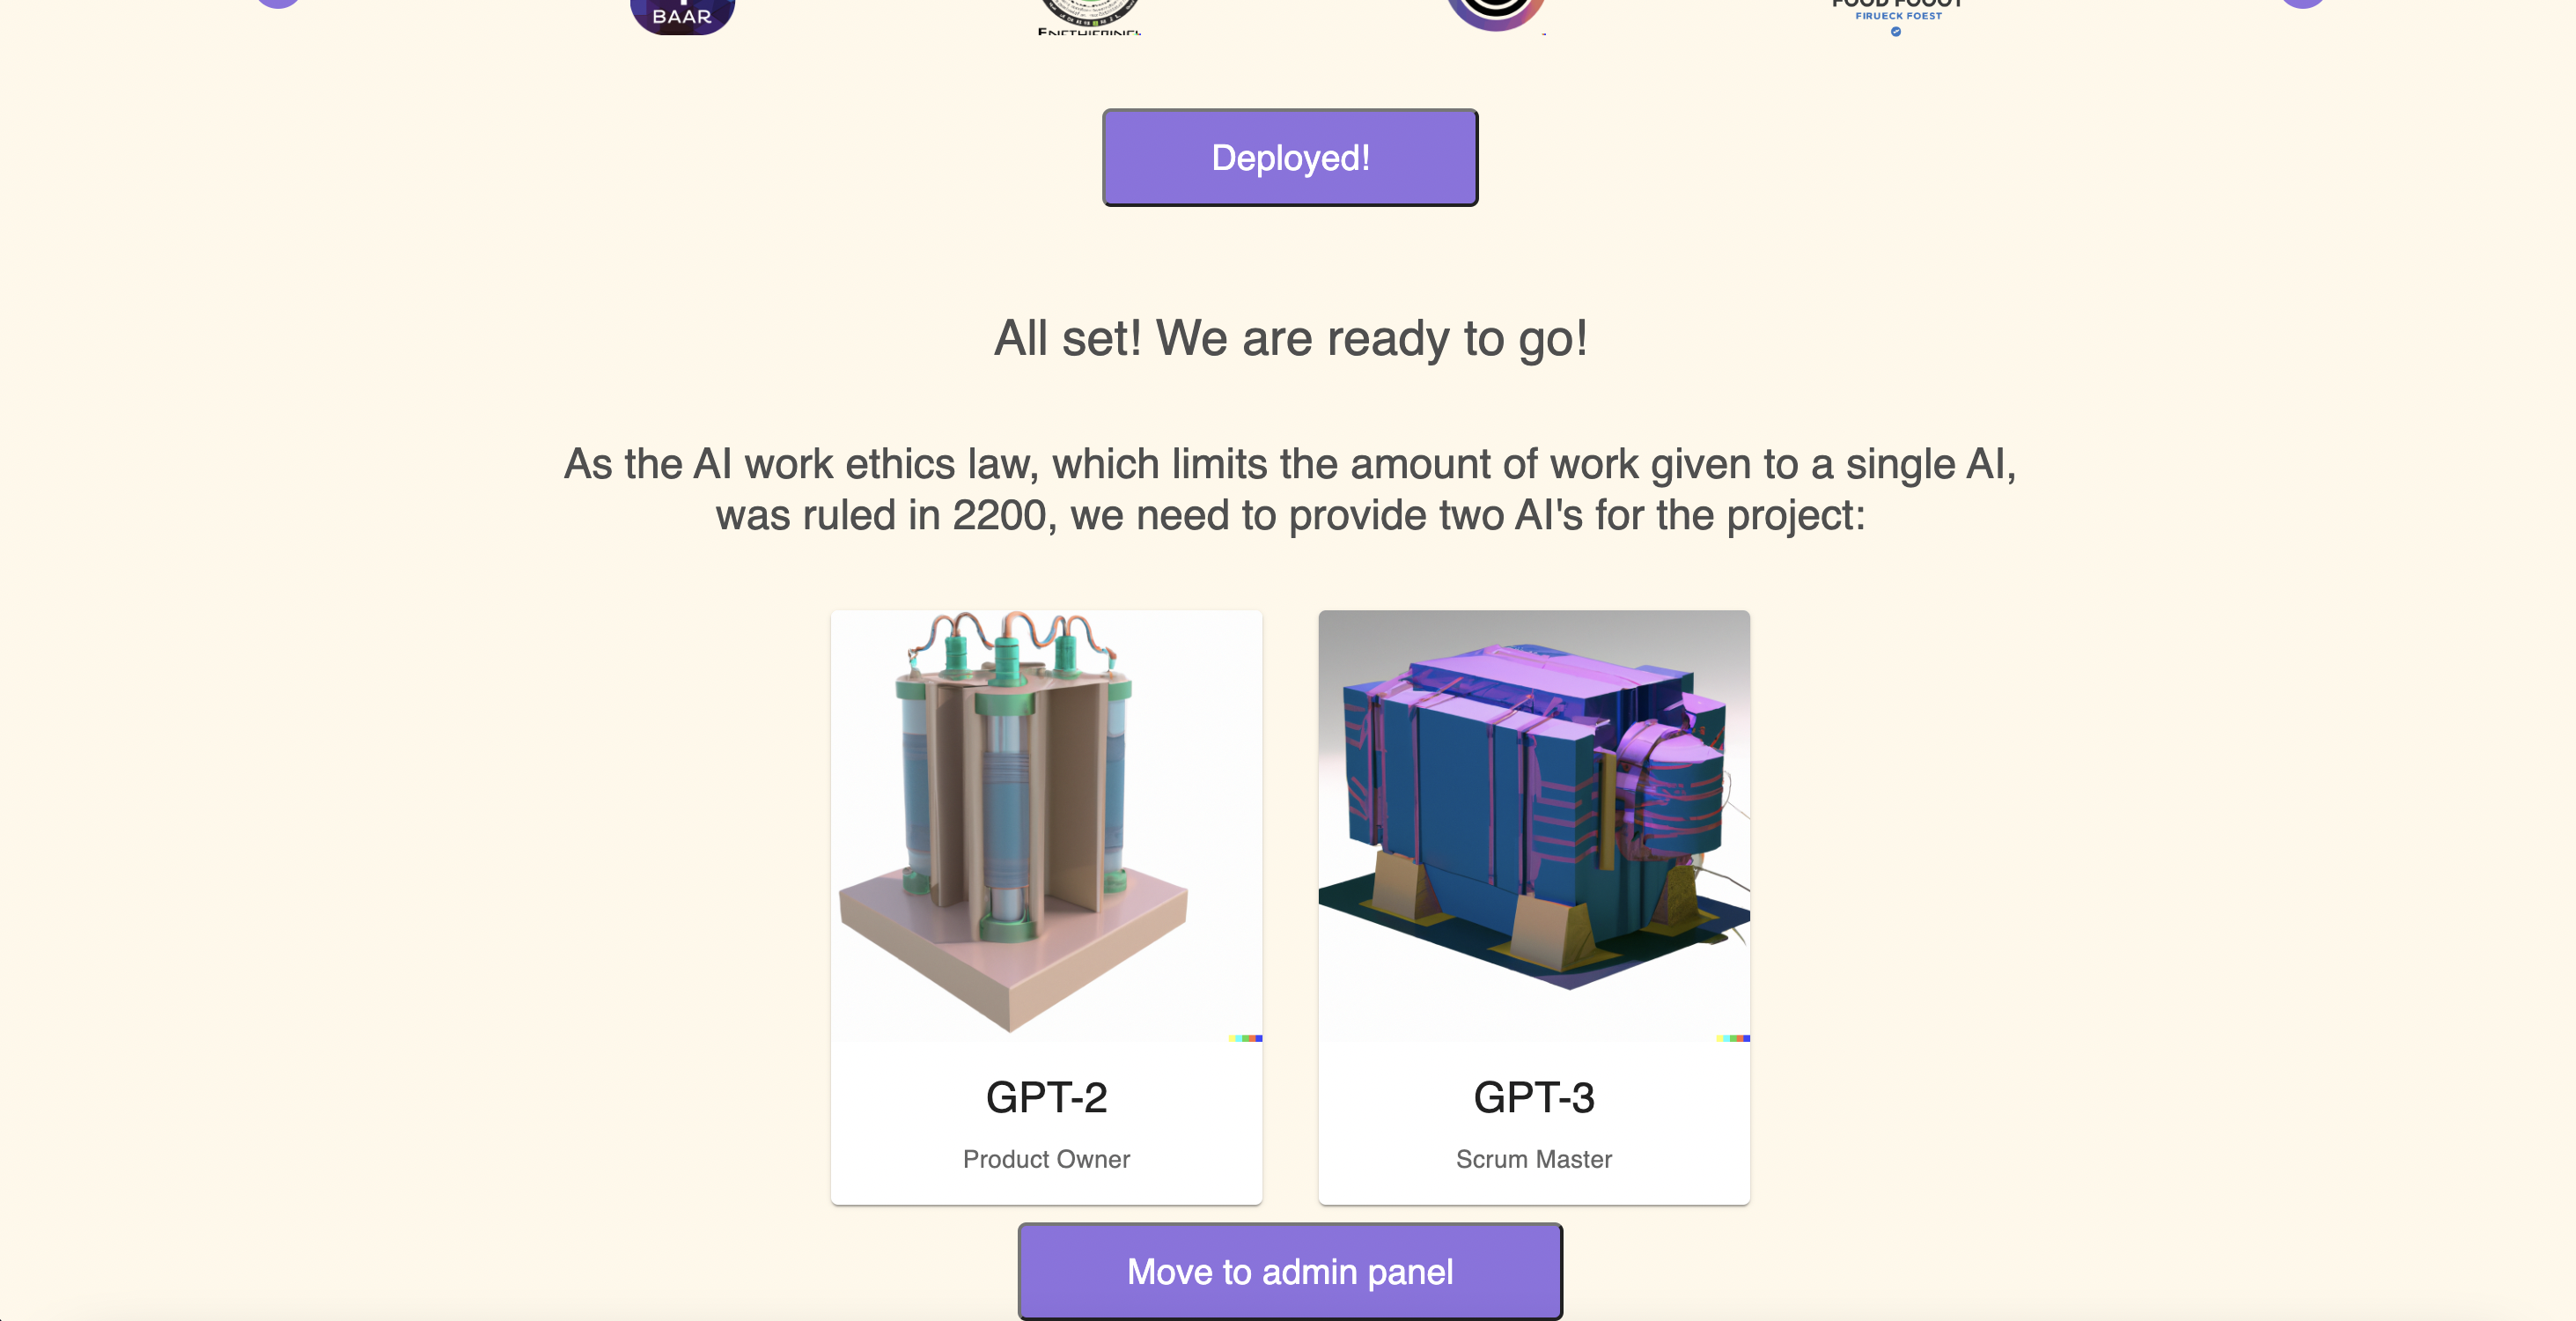 BAAR
FIRUECK FOEST
Deployed!
All set! We are ready to go!
As the AI work ethics law, which limits the amount of work given to a single AI,
was ruled in 2200, we need to provide two AI's for the project:
GPT-2
GPT-3
Product Owner
Scrum Master
Move to admin panel